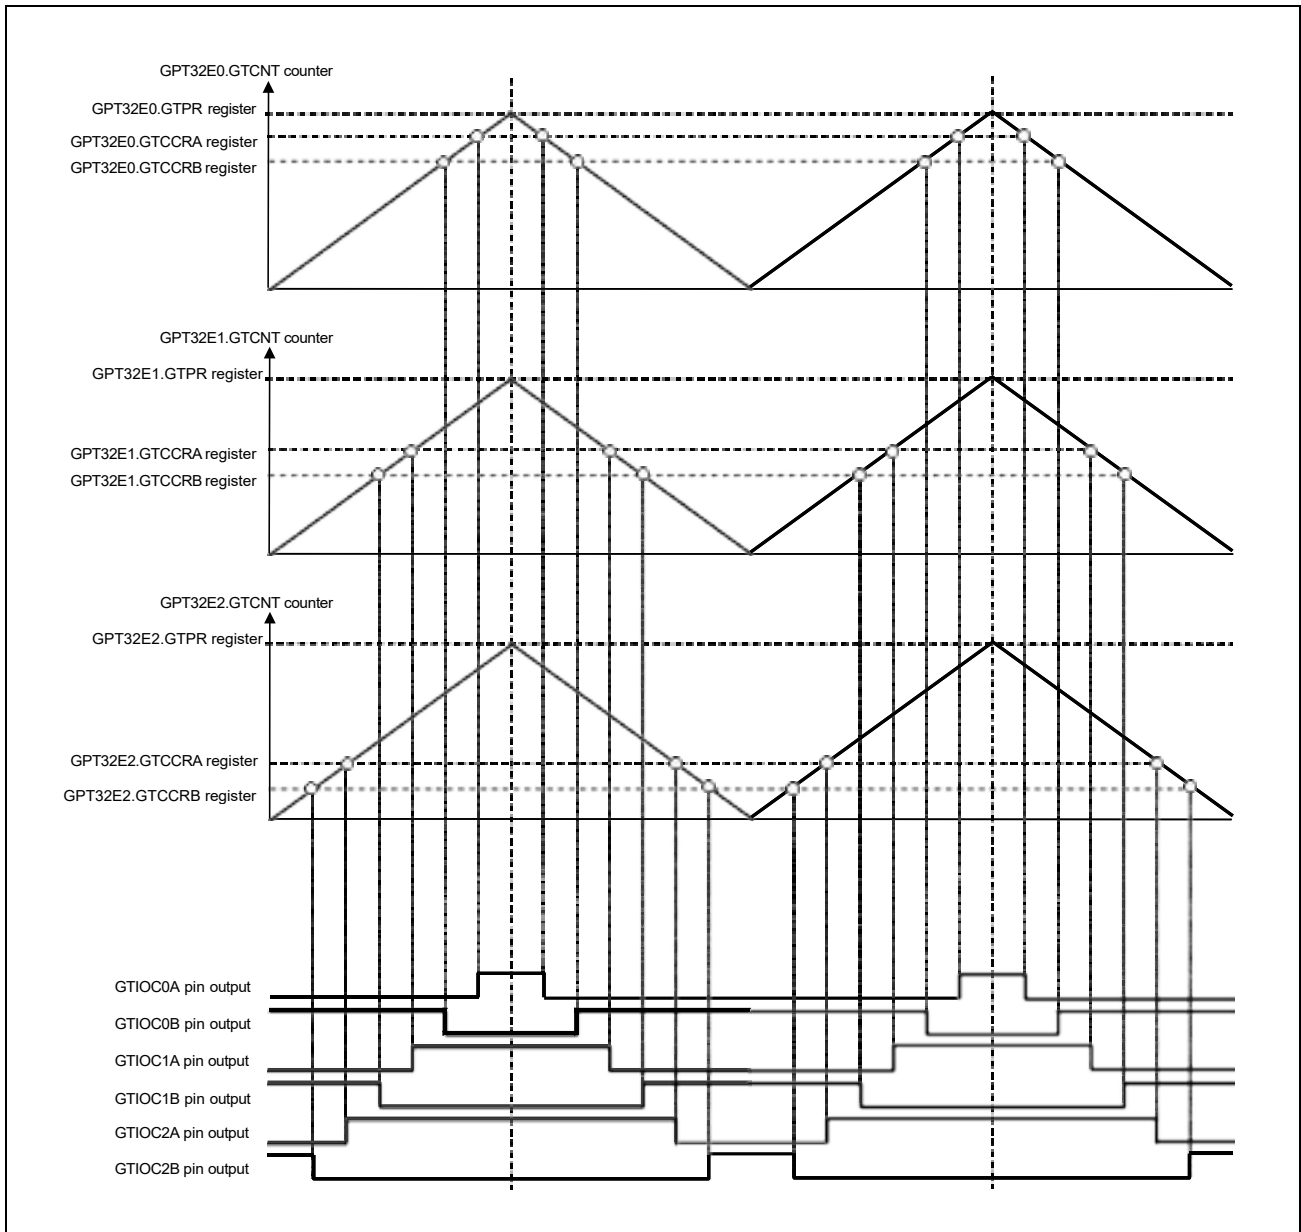 GPT32E0.GTCNT counter
GPT32E0.GTPR register
GPT32E0.GTCCRA register
GPT32E0.GTCCRB register
GPT32E1.GTCNT counter
GPT32E1.GTPR register
GPT32E1.GTCCRA register
GPT32E1.GTCCRB register
GPT32E2.GTCNT counter
GPT32E2.GTPR register
GPT32E2.GTCCRA register
GPT32E2.GTCCRB register
GTIOC0A pin output
GTIOC0B pin output
GTIOC1A pin output
GTIOC1B pin output
GTIOC2A pin output
GTIOC2B pin output